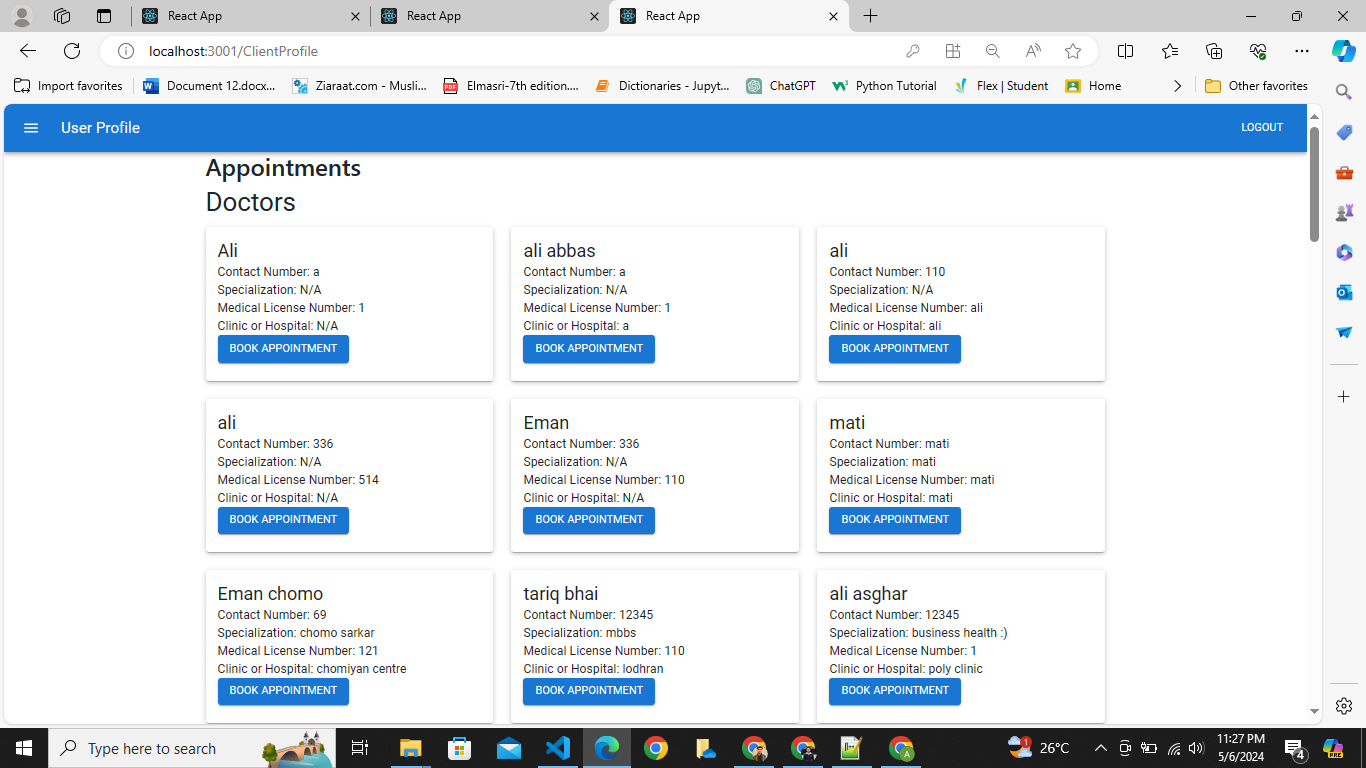 React App
React App
React App
localhost:3001/ClientProfile
Import favorites
Document 12.docx...
Ziaraat.com - Musli...
Elmasri-7th edition....
Dictionaries - Jupyt...
ChatGPT
Python Tutorial
Flex | Student
Home
Other favorites
User Profile
LOGOUT
Appointments
Doctors
Ali
Contact Number: a
Specialization: N/A
Medical License Number: 1
Clinic or Hospital: N/A
BOOK APPOINTMENT
ali abbas
Contact Number: a
Specialization: N/A
Medical License Number: 1
Clinic or Hospital: a
BOOK APPOINTMENT
ali
Contact Number: 110
Specialization: N/A
Medical License Number: ali
Clinic or Hospital: ali
BOOK APPOINTMENT
ali
Contact Number: 336
Specialization: N/A
Medical License Number: 514
Clinic or Hospital: N/A
BOOK APPOINTMENT
Eman
Contact Number: 336
Specialization: N/A
Medical License Number: 110
Clinic or Hospital: N/A
BOOK APPOINTMENT
mati
Contact Number: mati
Specialization: mati
Medical License Number: mati
Clinic or Hospital: mati
BOOK APPOINTMENT
Eman chomo
Contact Number: 69
Specialization: chomo sarkar
Medical License Number: 121
Clinic or Hospital: chomiyan centre
BOOK APPOINTMENT
tariq bhai
Contact Number: 12345
Specialization: mbbs
Medical License Number: 110
Clinic or Hospital: lodhran
BOOK APPOINTMENT
ali asghar
Contact Number: 12345
Specialization: business health :)
Medical License Number: 1
Clinic or Hospital: poly clinic
BOOK APPOINTMENT
Type here to search
1
26°C
11:27 PM
5/6/2024
4
PRE